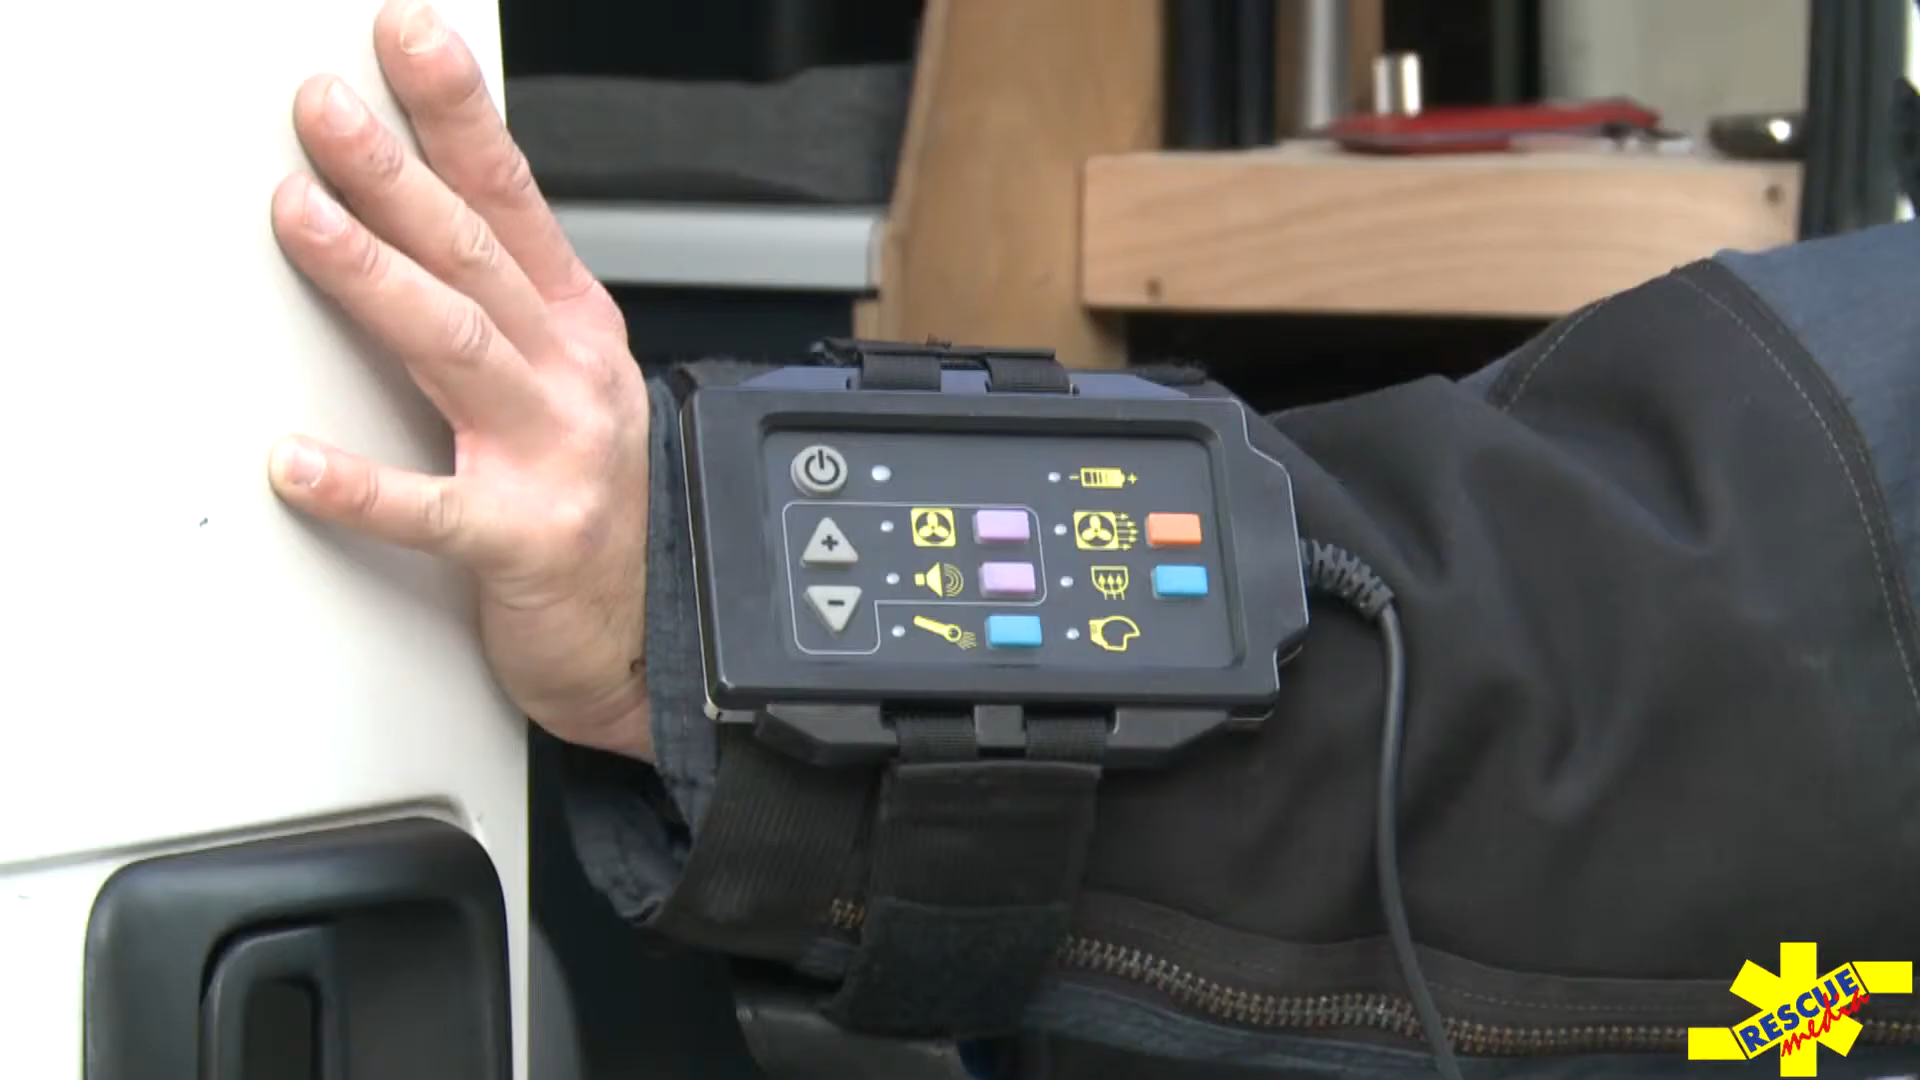 - +
+
-
RESCUE
media